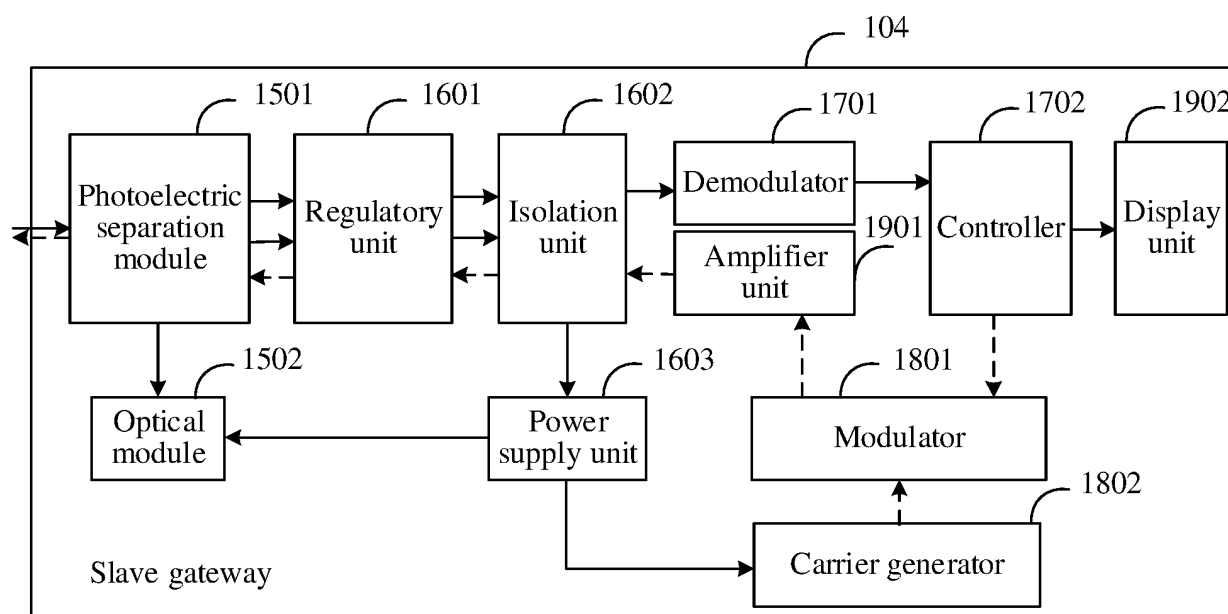 104
1501
1601
1602
1701
1702
1902
Photoelectric
separation
module
Regulatory
unit
Isolation
unit
Demodulator
1901
Amplifier
unit
Controller
Display
unit
1502
1603
1801
Optical
module
Power
supply unit
Modulator
1802
Carrier generator
Slave gateway